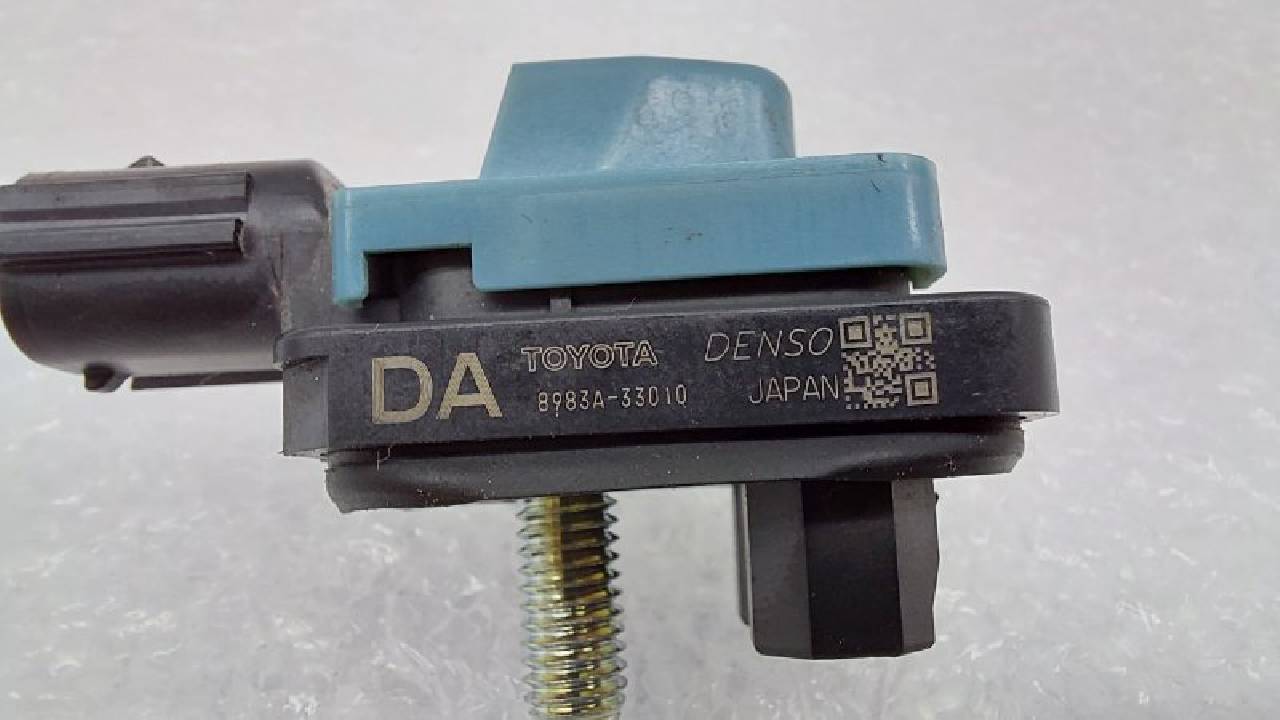 DA
TOYOTA
8983A-33010
DENSO
JAPAN